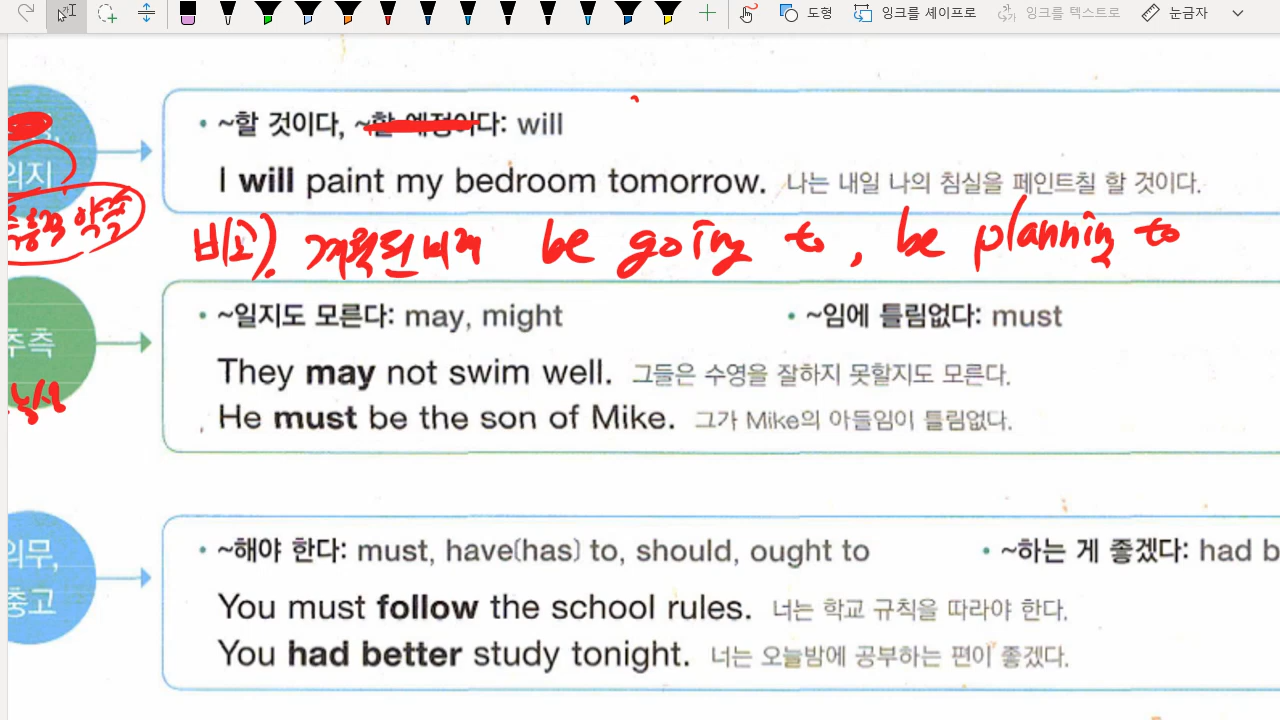 도형 잉크를 셰이프로 잉크를 텍스트로 눈금자
의지
• ~할 것이다, ~할 예정이다: will
I will paint my bedroom tomorrow. 나는 내일 나의 침실을 페인트칠 할 것이다.
약속
비교). 계획된 미래 be going to, be planning to
추측
• ~일지도 모른다: may, might • ~임에 틀림없다: must
They may not swim well. 그들은 수영을 잘하지 못할지도 모른다.
He must be the son of Mike. 그가 Mike의 아들임이 틀림없다.
의무,
충고
• ~해야 한다: must, have(has) to, should, ought to • ~하는 게 좋겠다: had b
You must follow the school rules. 너는 학교 규칙을 따라야 한다.
You had better study tonight. 너는 오늘밤에 공부하는 편이 좋겠다.